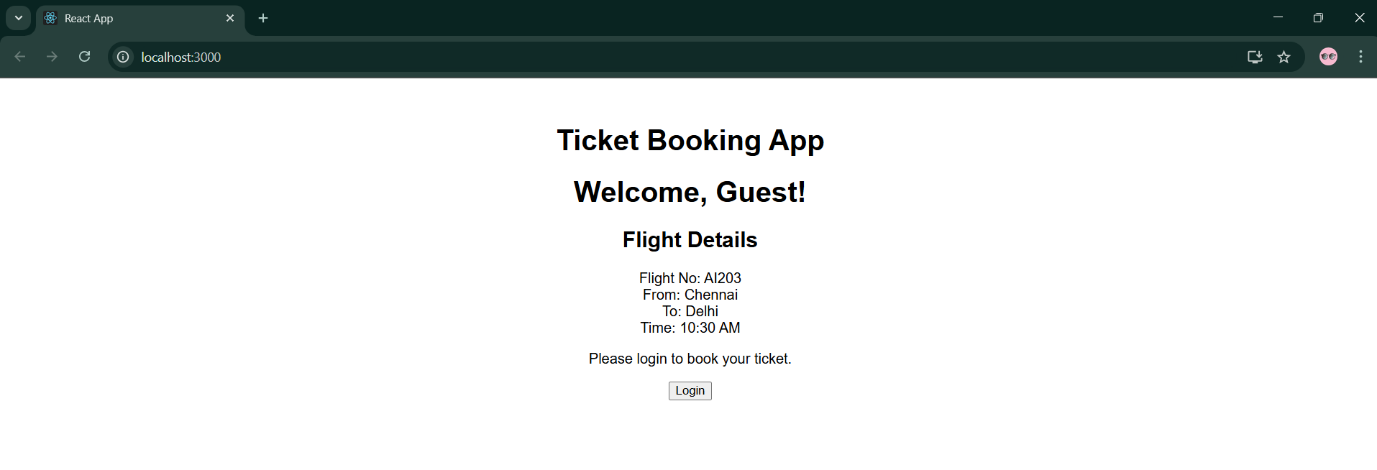 React App
localhost:3000
Ticket Booking App
Welcome, Guest!
Flight Details
Flight No: AI203
From: Chennai
To: Delhi
Time: 10:30 AM
Please login to book your ticket.
Login